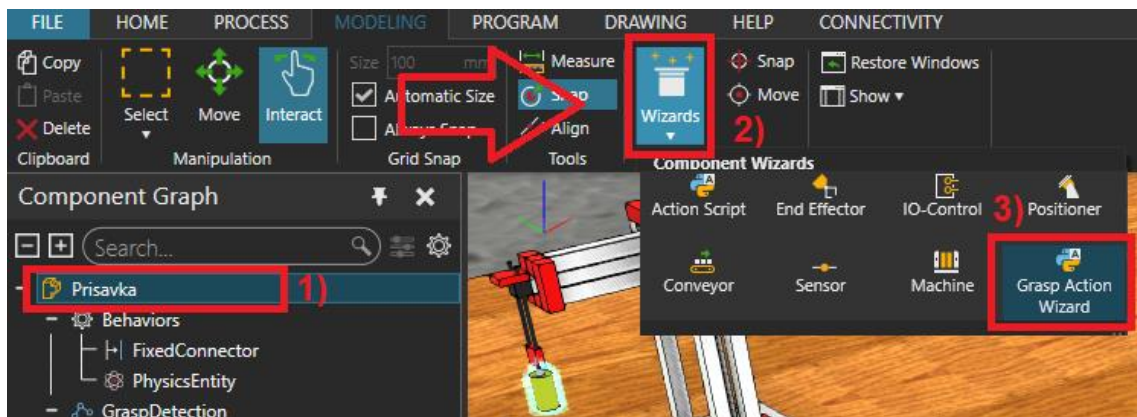 FILE HOME PROCESS MODELING PROGRAM DRAWING HELP CONNECTIVITY
Copy
Paste
Delete
Clipboard
Select
Move
Interact
Manipulation
Size 100 mm
Automatic Size
Always Snap
Grid Snap
Measure
Snap
Align
Tools
Wizards
2)
Snap
Move
Restore Windows
Show
Component Wizards
Action Script End Effector IO-Control 3) Positioner
Conveyor Sensor Machine Grasp Action
Wizard
Component Graph
Search...
Prisavka 1)
Behaviors
FixedConnector
PhysicsEntity
GraspDetection